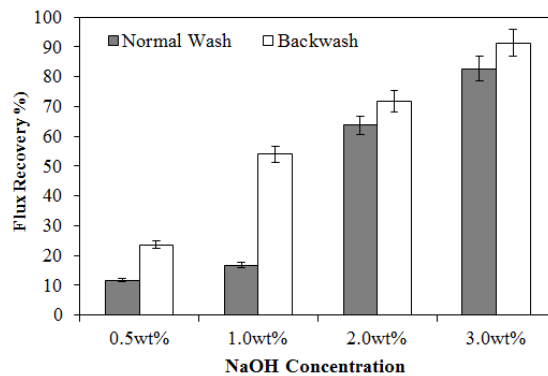 100
90
80
70
60
50
40
30
20
10
0
Flux Recovery %)
Normal Wash
Backwash
0.5wt%
1.0wt%
2.0wt%
3.0wt%
NaOH Concentration